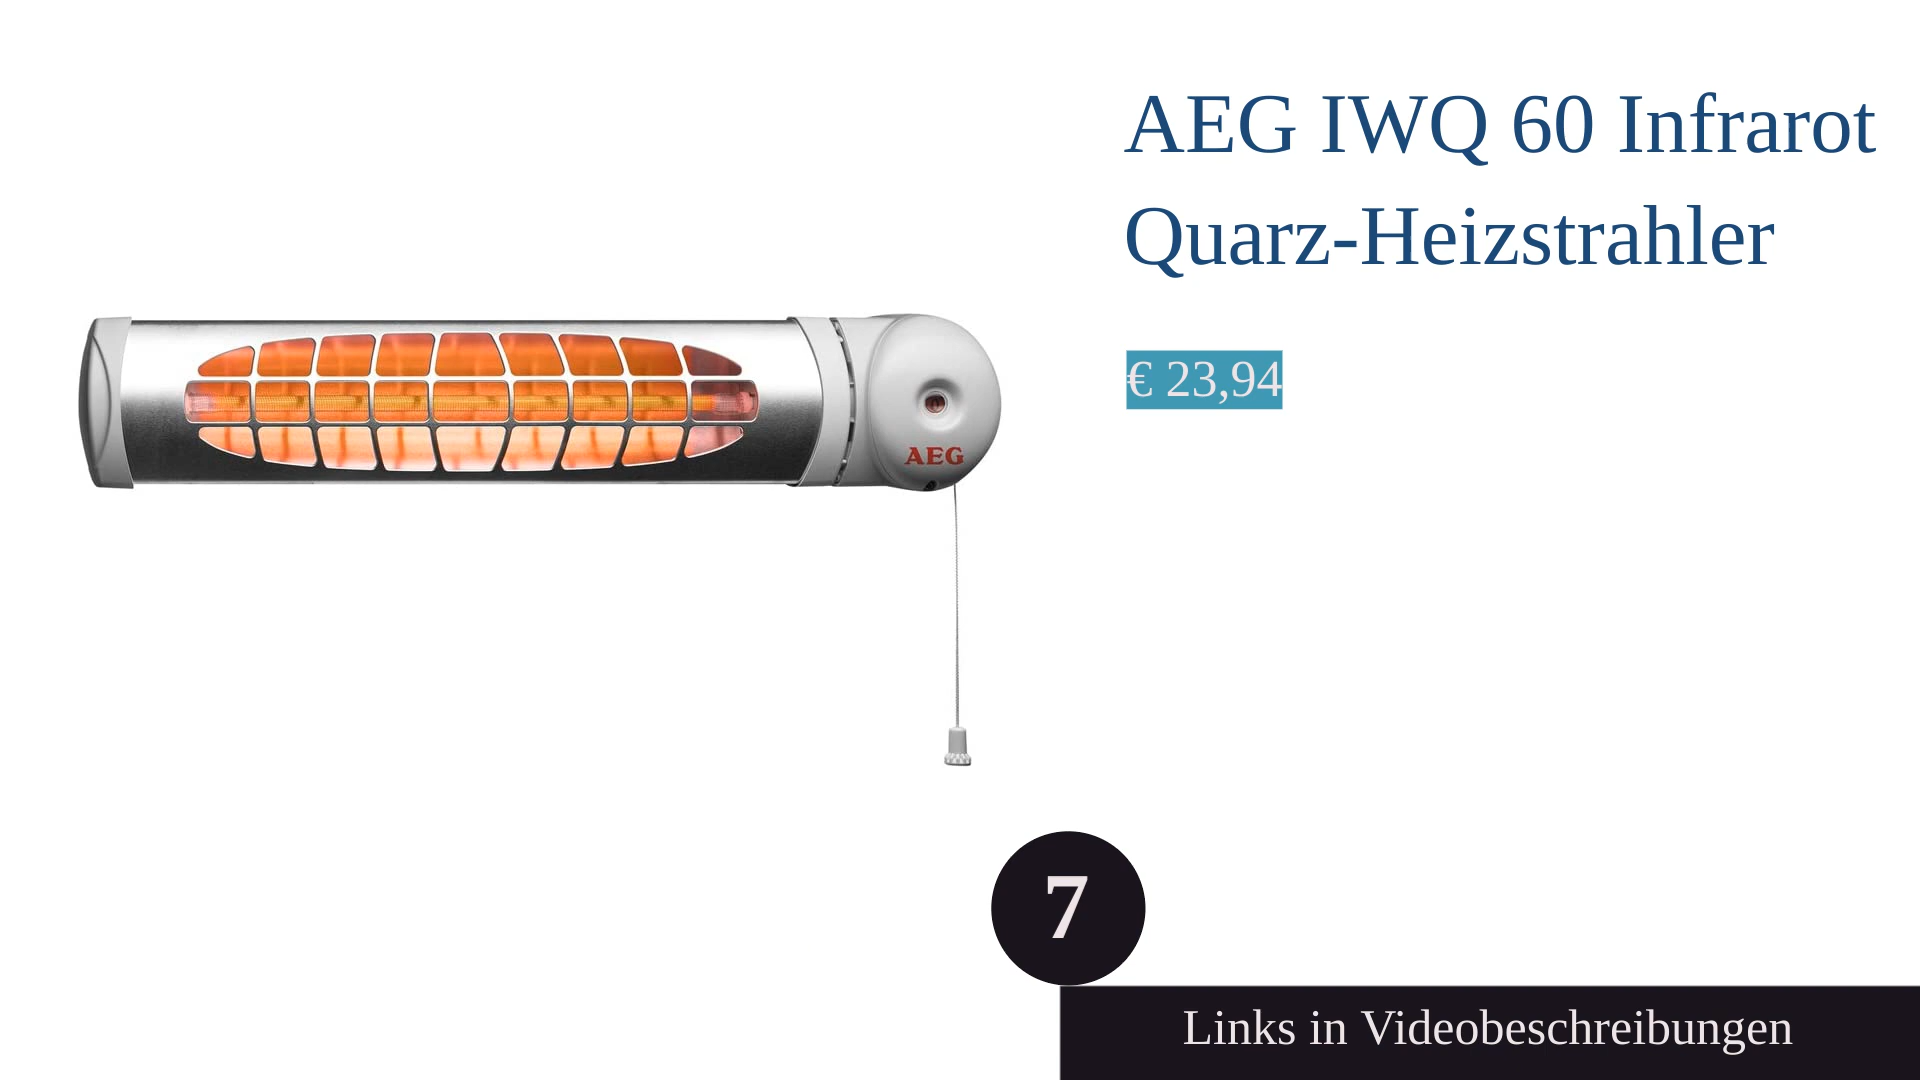 AEG IWQ 60 Infrarot
Quarz-Heizstrahler
€ 23,94
AEG
7
Links in Videobeschreibungen